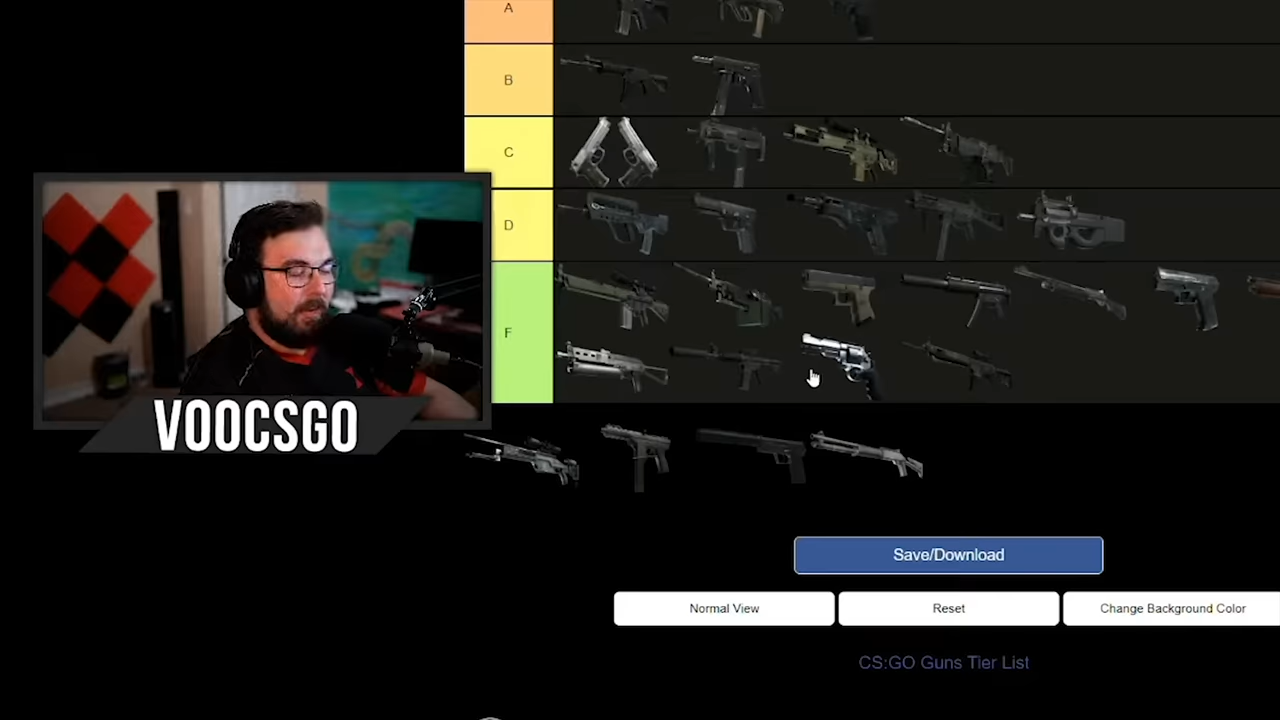 A
B
C
D
F
VOOCSGO
Save/Download
Normal View
Reset
Change Background Color
CS:GO Guns Tier List